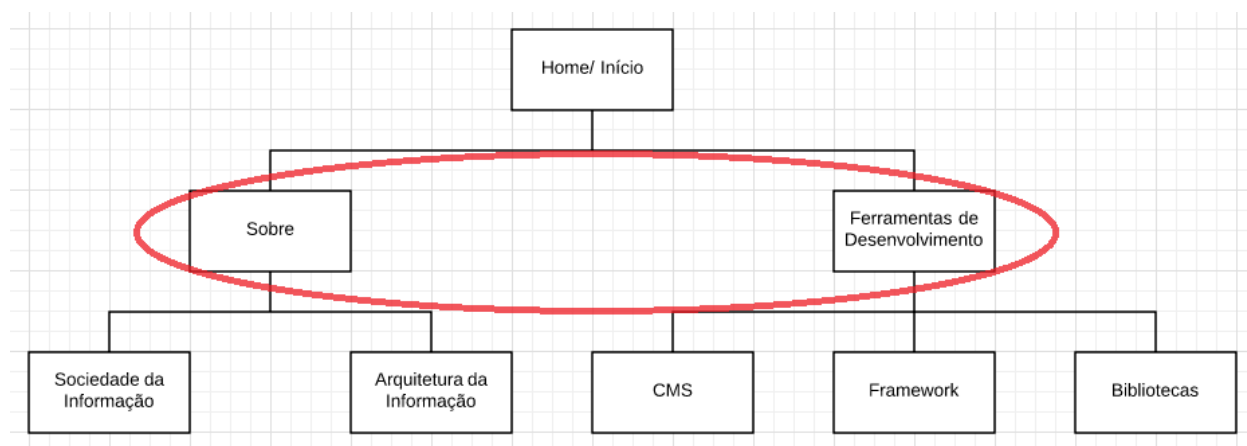 Home/ Início
Sobre
Ferramentas de
Desenvolvimento
Sociedade da
Informação
Arquitetura da
Informação
CMS
Framework
Bibliotecas